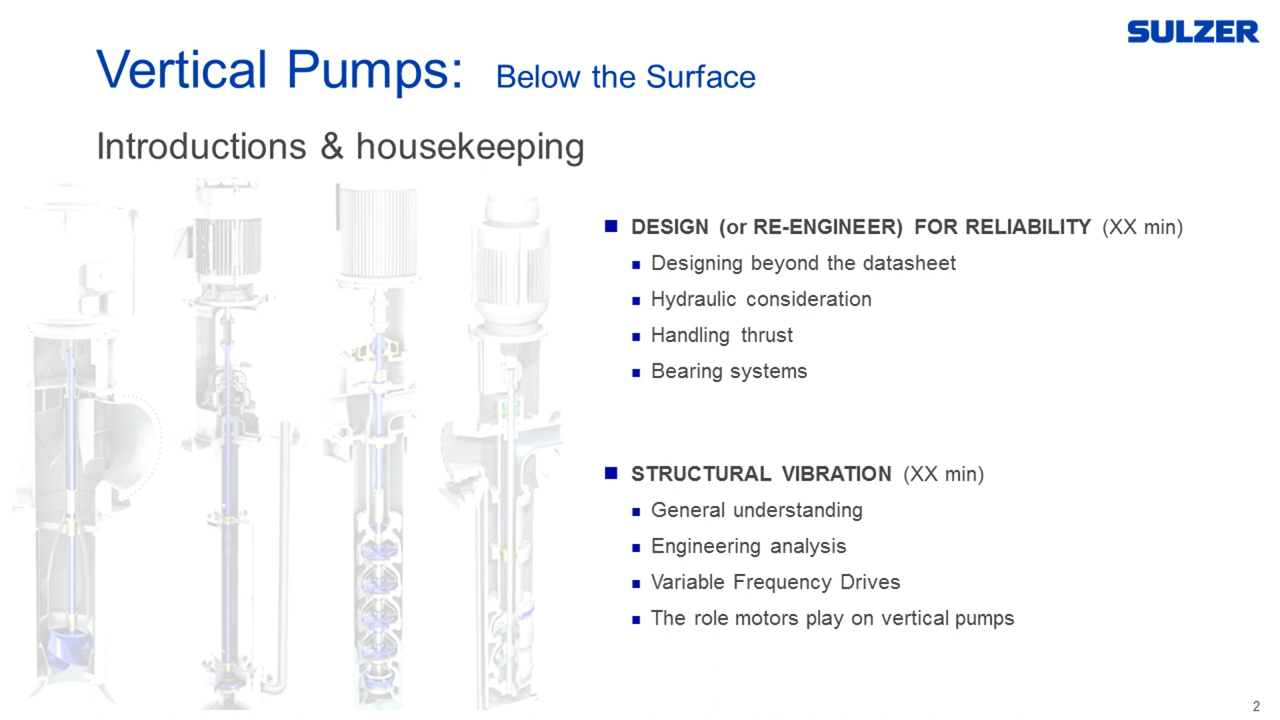 SULZER
Vertical Pumps: Below the Surface
Introductions & housekeeping
DESIGN (or RE-ENGINEER) FOR RELIABILITY (XX min)
Designing beyond the datasheet
Hydraulic consideration
Handling thrust
Bearing systems
STRUCTURAL VIBRATION (XX min)
General understanding
Engineering analysis
Variable Frequency Drives
The role motors play on vertical pumps
2